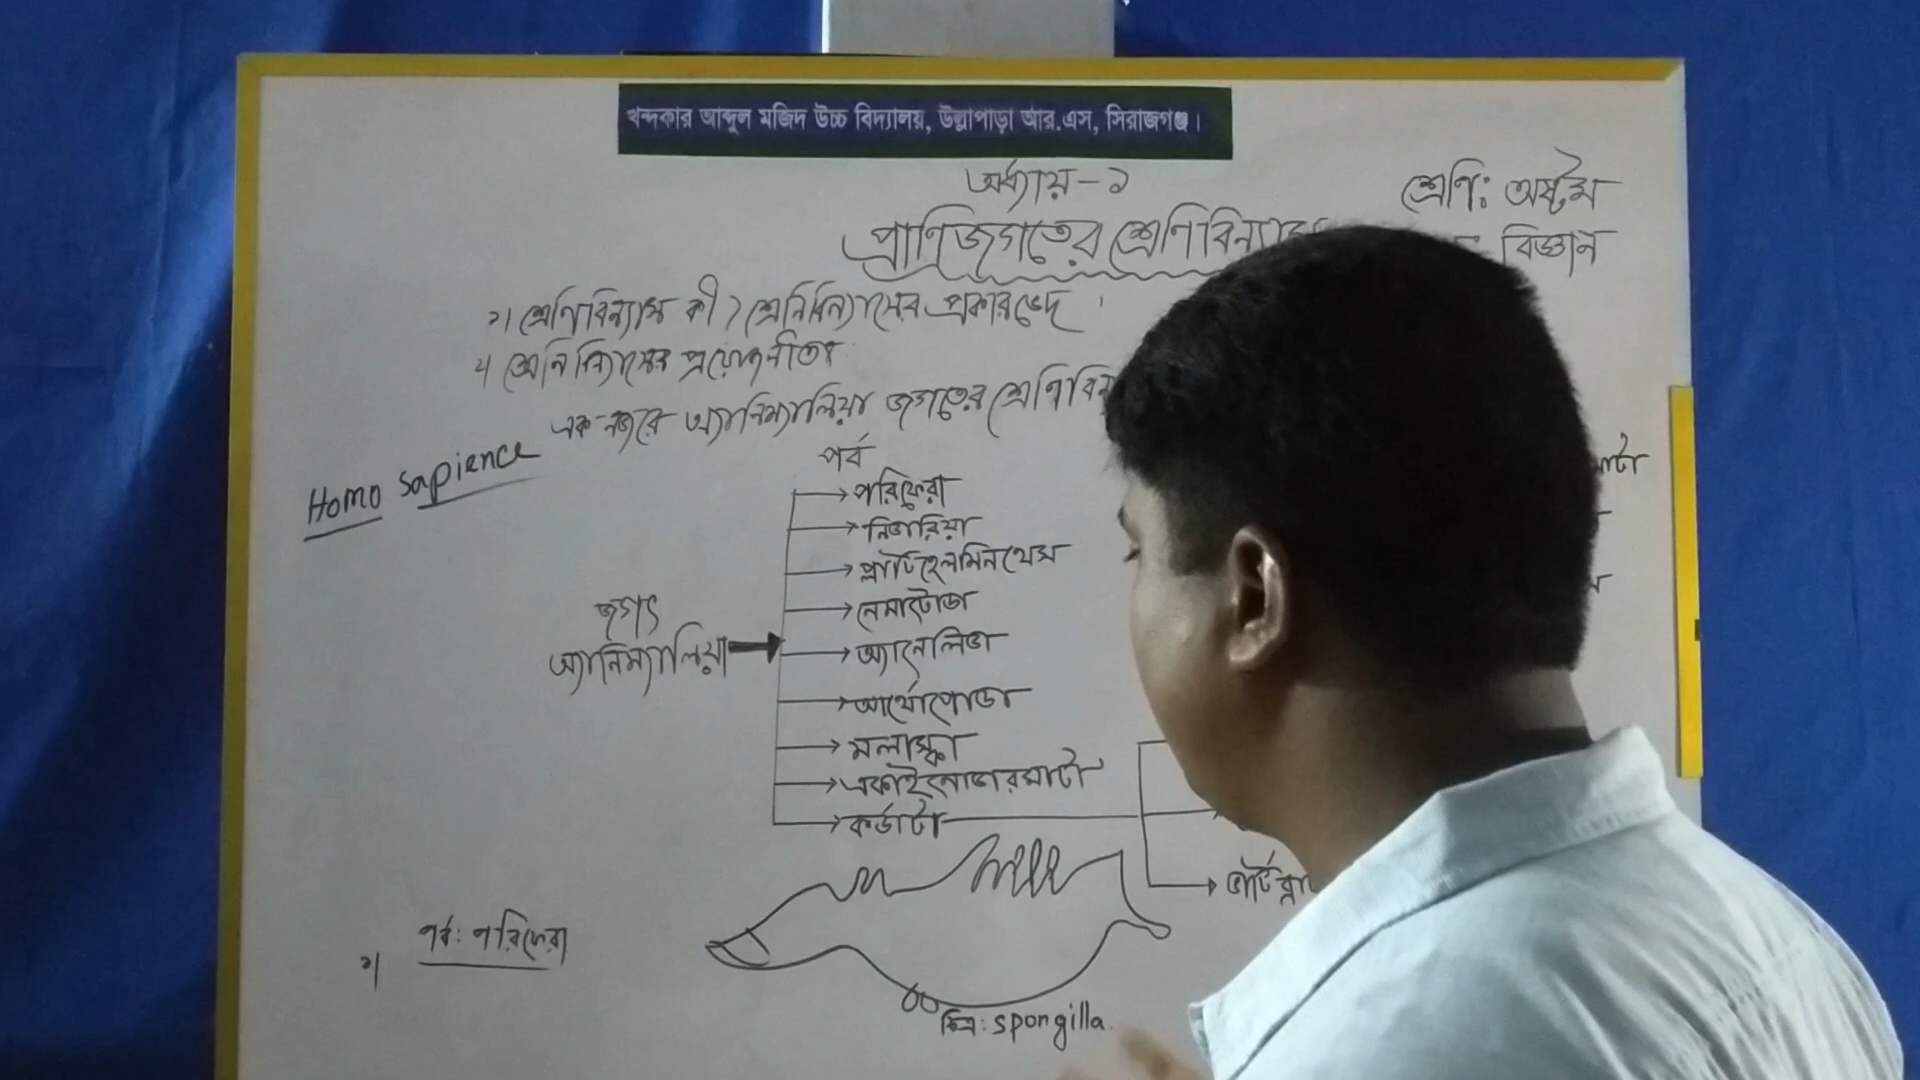 খন্দকার আব্দুল মজিদ উচ্চ বিদ্যালয়, উল্লাপাড়া আর.এস, সিরাজগঞ্জ।
অধ্যায় - ১
শ্রেণি: অষ্টম
প্রাণিজগতের শ্রেণিবিন্যাস
বিজ্ঞান
১। শ্রেণিবিন্যাস কী? শ্রেনিবিন্যাসের প্রকারভেদ।
২। শ্রেনিবিন্যাসের প্রয়োজনীতা
এক নজরে অ্যানিম্যালিয়া জগতের শ্রেণিবিন
Homo Sapience
পর্ব
পরিফেরা
নিডারিয়া
প্লাটিহেলমিনথেস
নেমাটোডা
জগৎ
অ্যানিম্যালিয়া
অ্যানেলিডা
আর্থোপোডা
মলাস্কা
একাইনোডারমাটা
কর্ডাটা
ভার্টিব্রা
১। পর্ব: পরিফেরা
চিত্র: spongilla.